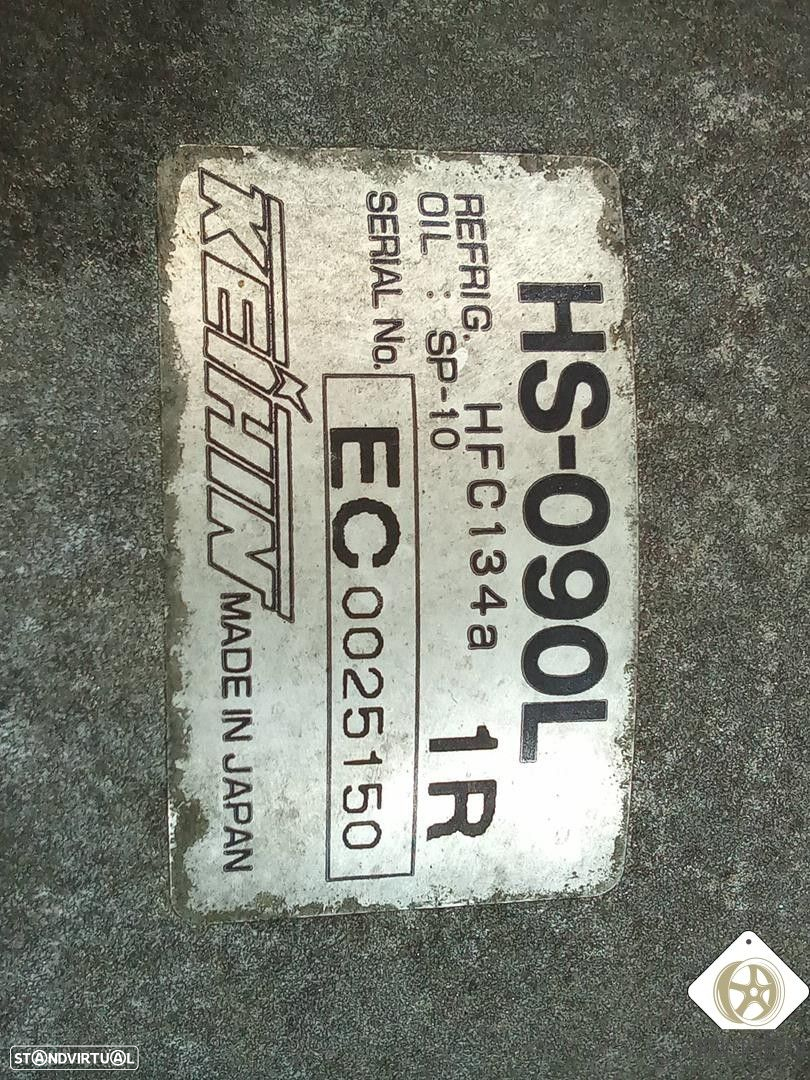 HS-090L
REFRIG. HFC134a 1R
OIL : SP-10
SERIAL No. EC0025150
KEIHIN MADE IN JAPAN
STANDVIRTUAL